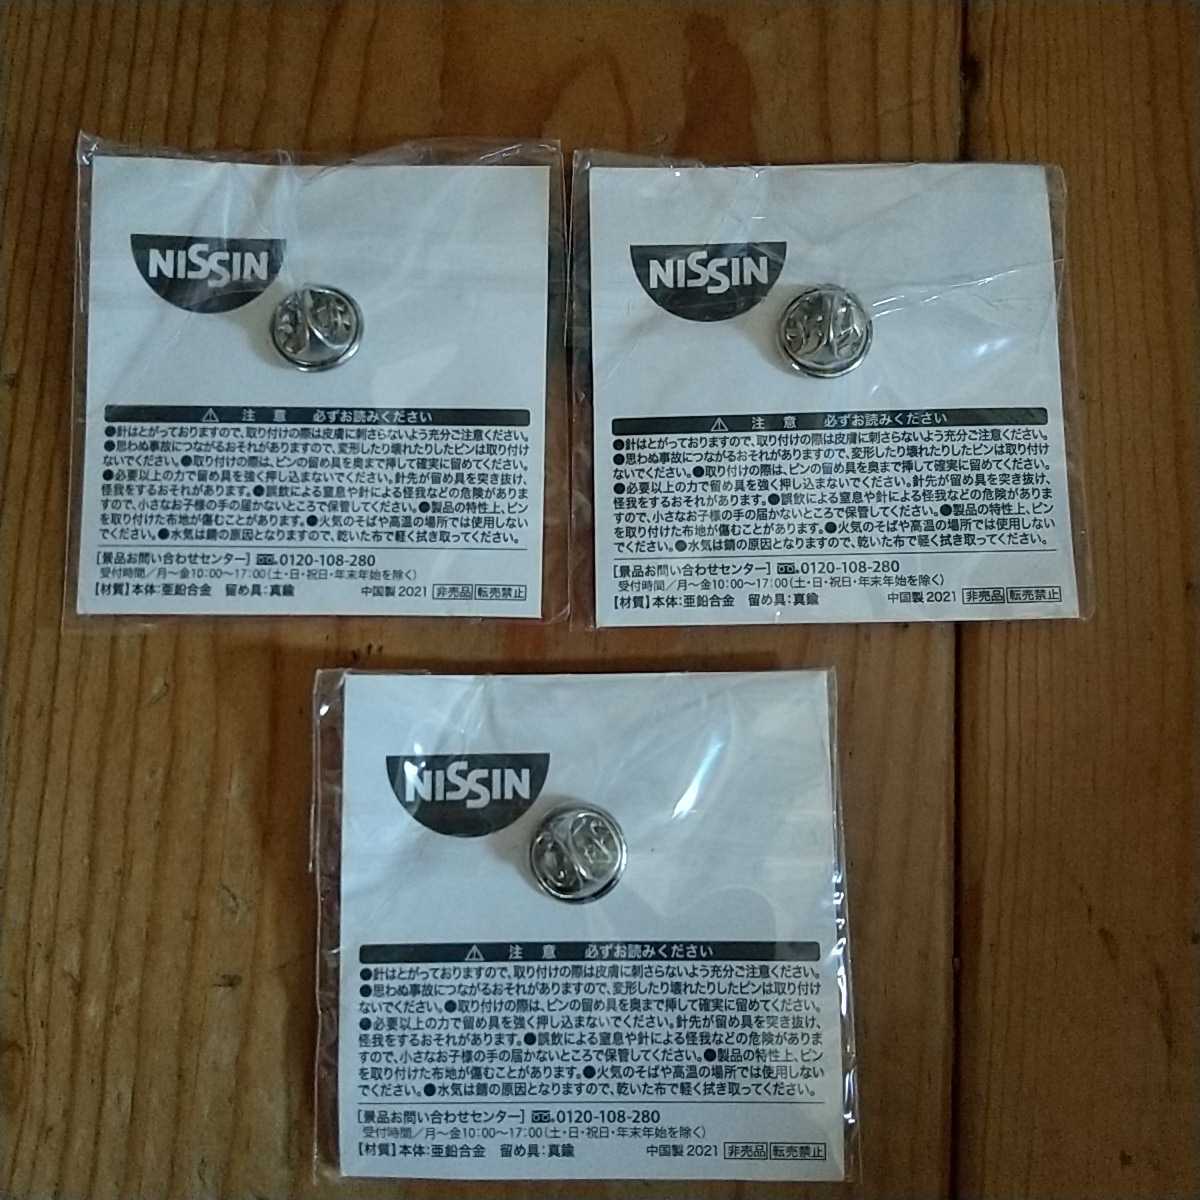 NISSIN
⚠ 注意 必ずお読みください
●針はとがっておりますので、取り付けの際は皮膚に刺さらないよう充分ご注意ください。
●思わぬ事故につながるおそれがありますので、変形したり壊れたりしたピンは取り付け
ないでください。●取り付けの際は、ピンの留め具を奥まで挿して確実に留めてください。
●必要以上の力で留め具を強く押し込まないでください。針先が留め具を突き抜け、
怪我をするおそれがあります。●誤飲による窒息や針による怪我などの危険がありま
すので、小さなお子様の手の届かないところで保管してください。●製品の特性上、ピン
を取り付けた布地が傷むことがあります。●火気のそばや高温の場所では使用しない
でください。●水気は錆の原因となりますので、乾いた布で軽く拭き取ってください。
[景品お問い合わせセンター] 0120-108-280
受付時間／月〜金10:00〜17:00(土・日・祝日・年末年始を除く)
【材質】本体:亜鉛合金 留め具:真鍮 中国製2021 非売品 転売禁止
NISSIN
⚠ 注意 必ずお読みください
●針はとがっておりますので、取り付けの際は皮膚に刺さらないよう充分ご注意ください。
●思わぬ事故につながるおそれがありますので、変形したり壊れたりしたピンは取り付け
ないでください。●取り付けの際は、ピンの留め具を奥まで挿して確実に留めてください。
●必要以上の力で留め具を強く押し込まないでください。針先が留め具を突き抜け、
怪我をするおそれがあります。●誤飲による窒息や針による怪我などの危険がありま
すので、小さなお子様の手の届かないところで保管してください。●製品の特性上、ピン
を取り付けた布地が傷むことがあります。●火気のそばや高温の場所では使用しない
でください。●水気は錆の原因となりますので、乾いた布で軽く拭き取ってください。
[景品お問い合わせセンター] 0120-108-280
受付時間／月〜金10:00〜17:00(土・日・祝日・年末年始を除く)
【材質】本体:亜鉛合金 留め具:真鍮 中国製2021 非売品 転売禁止
NISSIN
⚠ 注意 必ずお読みください
●針はとがっておりますので、取り付けの際は皮膚に刺さらないよう充分ご注意ください。
●思わぬ事故につながるおそれがありますので、変形したり壊れたりしたピンは取り付け
ないでください。●取り付けの際は、ピンの留め具を奥まで挿して確実に留めてください。
●必要以上の力で留め具を強く押し込まないでください。針先が留め具を突き抜け、
怪我をするおそれがあります。●誤飲による窒息や針による怪我などの危険がありま
すので、小さなお子様の手の届かないところで保管してください。●製品の特性上、ピン
を取り付けた布地が傷むことがあります。●火気のそばや高温の場所では使用しない
でください。●水気は錆の原因となりますので、乾いた布で軽く拭き取ってください。
[景品お問い合わせセンター] 0120-108-280
受付時間／月〜金10:00〜17:00(土・日・祝日・年末年始を除く)
【材質】本体:亜鉛合金 留め具:真鍮 中国製2021 非売品 転売禁止